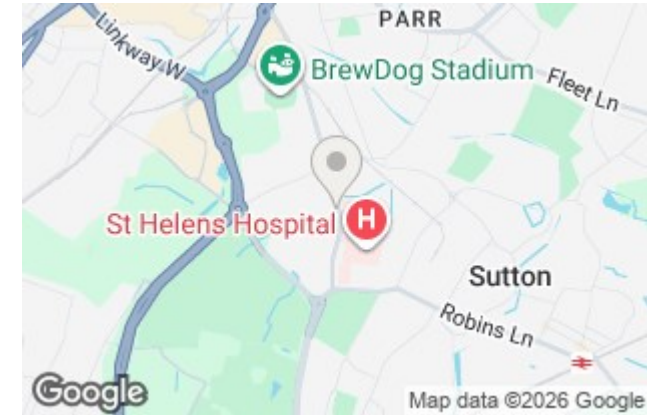 PARR
Linkway W
BrewDog Stadium
Fleet Ln
St Helens Hospital
H
Sutton
Robins Ln
Google
Map data ©2026 Google